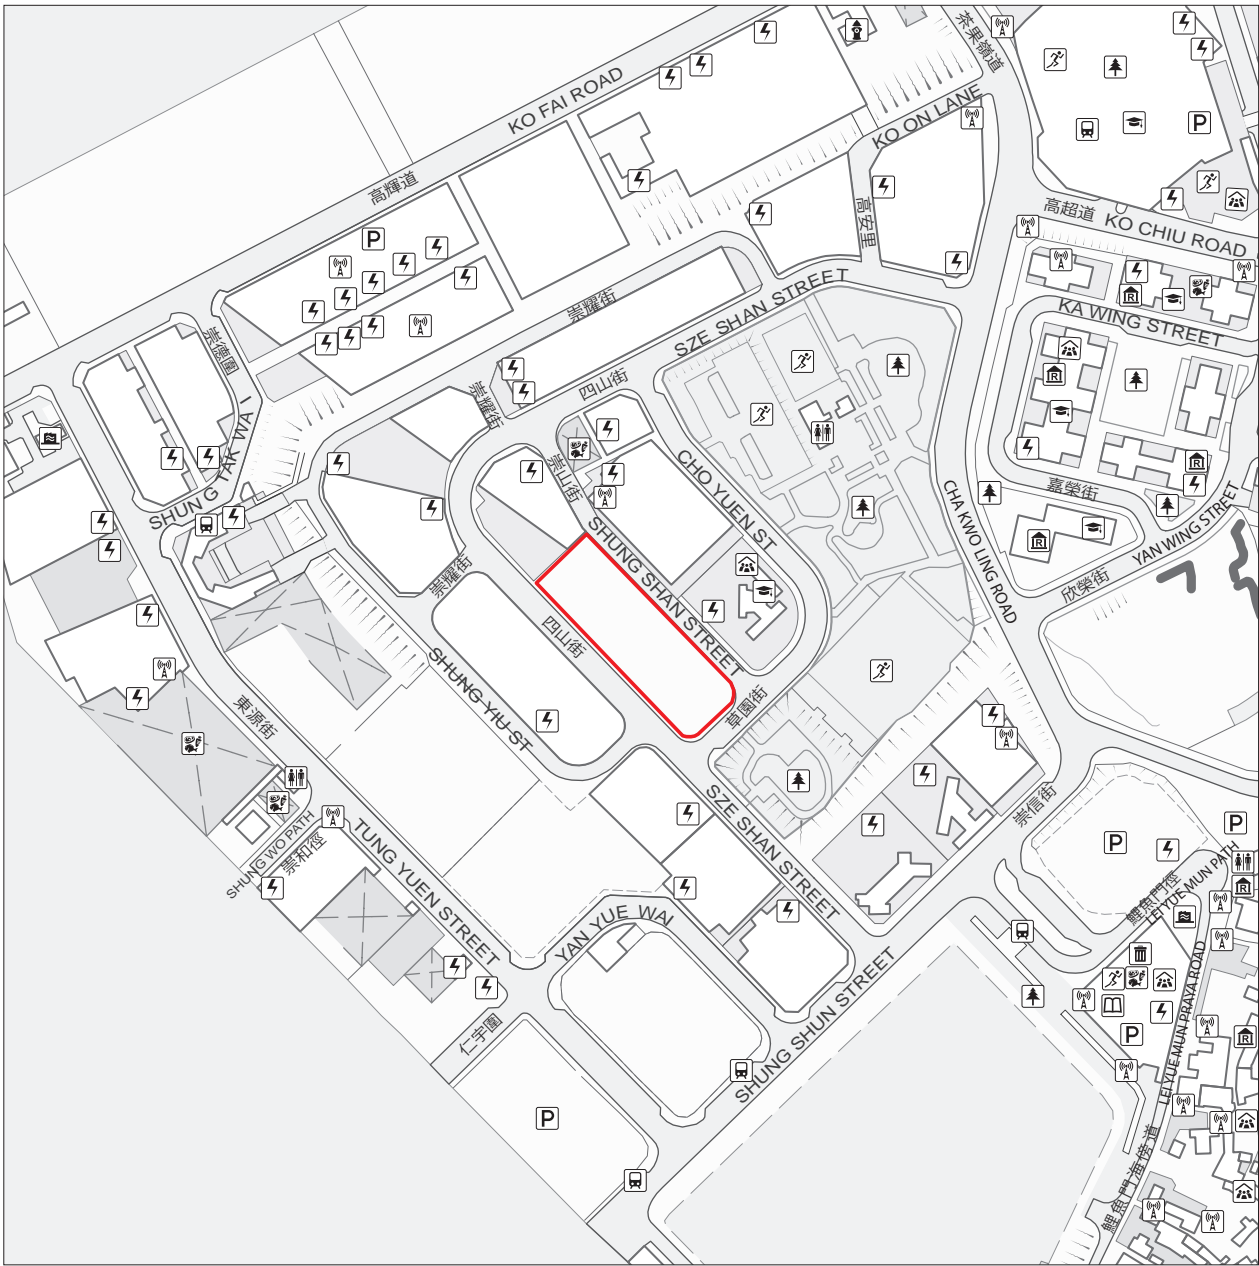 茶果嶺道
KO FAI ROAD
高輝道
KO ON LANE
高安里
高超道 KO CHIU ROAD
KA WING STREET
嘉榮街
YAN WING STREET
欣榮街
崇耀街
SZE SHAN STREET
四山街
崇德圍
SHUNG TAK WA I
崇耀街
崇山街
CHO YUEN ST
SHUNG SHAN STREET
CHA KWO LING ROAD
崇耀街
四山街
SHUNG YIU ST
草園街
東源街
SZE SHAN STREET
崇信街
SHUNG WO PATH
崇和徑
TUNG YUEN STREET
YAN YUE WAI
仁宇圍
SHUNG SHUN STREET
鯉魚門徑
LEI YUE MUN PATH
LEI YUE MUN PRAYA ROAD
鯉魚門海傍道
P
P
P
P
P
P